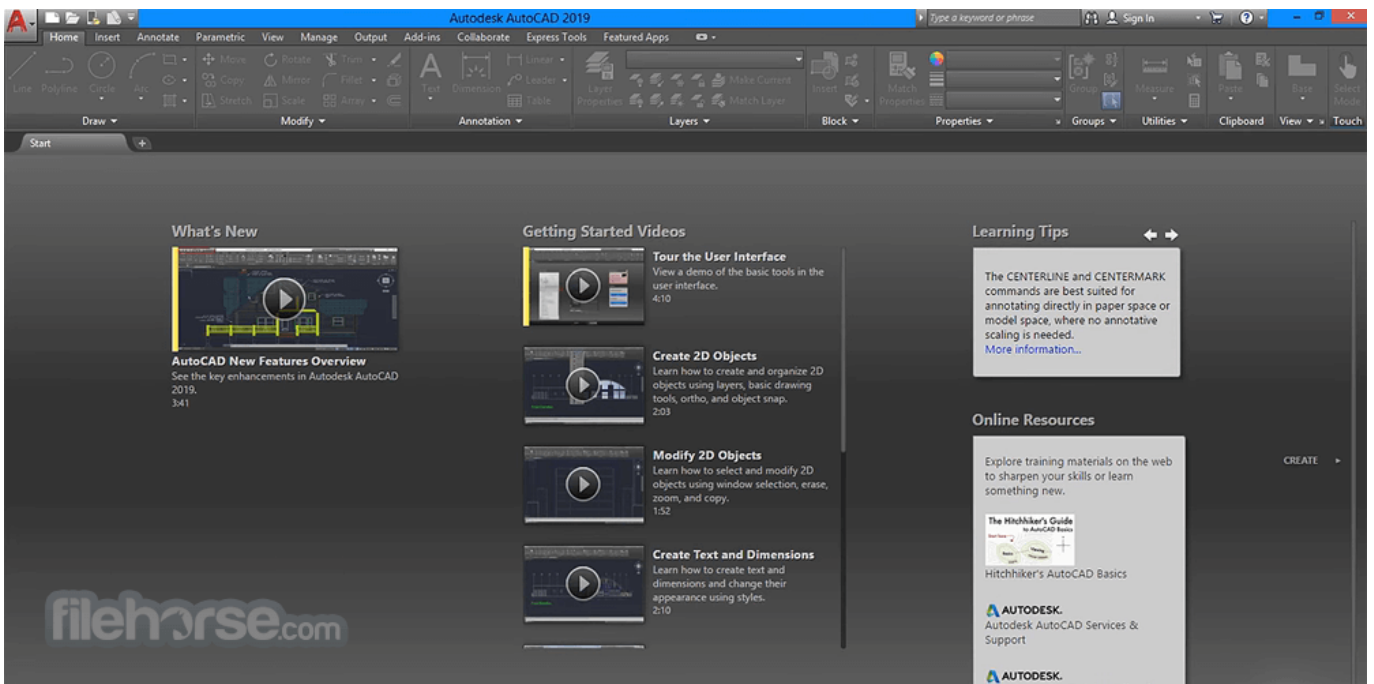 Autodesk AutoCAD 2019
Type a keyword or phrase
Sign In
Home Insert Annotate Parametric View Manage Output Add-ins Collaborate Express Tools Featured Apps
Line Polyline Circle Arc
Move Rotate Trim
Copy Mirror Fillet
Stretch Scale Array
Text Dimension
Linear
Leader
Table
Layer
Properties
Make Current
Match Layer
Insert
Match
Properties
Group
Measure
Paste
Base
Select
Mode
Draw Modify Annotation Layers Block Properties Groups Utilities Clipboard View Touch
Start
What's New
AutoCAD New Features Overview
See the key enhancements in Autodesk AutoCAD
2019.
3:41
Getting Started Videos
Tour the User Interface
View a demo of the basic tools in the
user interface.
4:10
Create 2D Objects
Learn how to create and organize 2D
objects using layers, basic drawing
tools, ortho, and object snap.
2:03
Modify 2D Objects
Learn how to select and modify 2D
objects using window selection, erase,
zoom, and copy.
1:52
Create Text and Dimensions
Learn how to create text and
dimensions and change their
appearance using styles.
2:10
Learning Tips
The CENTERLINE and CENTERMARK
commands are best suited for
annotating directly in paper space or
model space, where no annotative
scaling is needed.
More information...
Online Resources
Explore training materials on the web
to sharpen your skills or learn
something new.
The Hitchhiker's Guide
to AutoCAD Basics
Hitchhiker's AutoCAD Basics
AUTODESK.
Autodesk AutoCAD Services &
Support
AUTODESK.
CREATE
filehorse.com